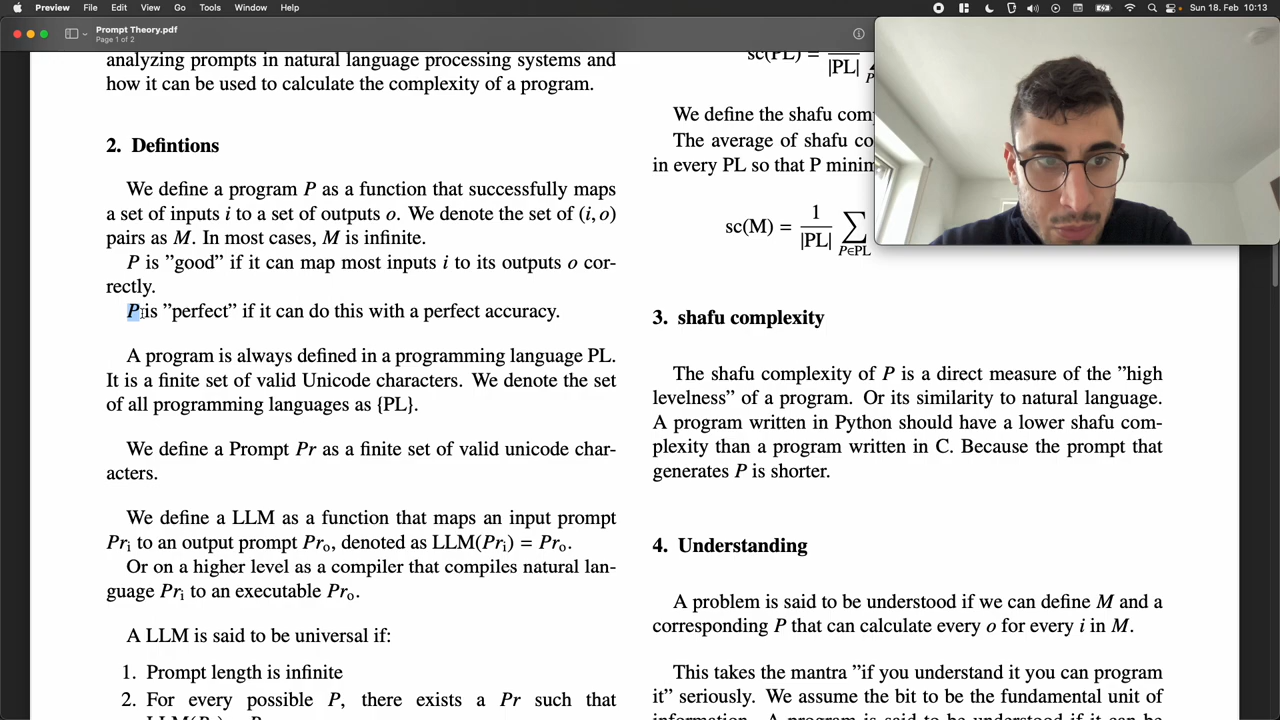 Preview File Edit View Go Tools Window Help
Sun 18. Feb 10:13
Prompt Theory.pdf
Page 1 of 2
analyzing prompts in natural language processing systems and
how it can be used to calculate the complexity of a program.
2. Defintions
We define a program P as a function that successfully maps
a set of inputs i to a set of outputs o. We denote the set of (i, o)
pairs as M. In most cases, M is infinite.
P is ”good” if it can map most inputs i to its outputs o cor-
rectly.
P is ”perfect” if it can do this with a perfect accuracy.
A program is always defined in a programming language PL.
It is a finite set of valid Unicode characters. We denote the set
of all programming languages as {PL}.
We define a Prompt Pr as a finite set of valid unicode char-
acters.
We define a LLM as a function that maps an input prompt
Prᵢ to an output prompt Prₒ, denoted as LLM(Prᵢ) = Prₒ.
Or on a higher level as a compiler that compiles natural lan-
guage Prᵢ to an executable Prₒ.
A LLM is said to be universal if:
1. Prompt length is infinite
2. For every possible P, there exists a Pr such that
sc(PL) =
|PL|
We define the shafu com
The average of shafu co
in every PL so that P minin
sc(M) = 1/|PL| ∑ P∈PL
3. shafu complexity
The shafu complexity of P is a direct measure of the ”high
levelness” of a program. Or its similarity to natural language.
A program written in Python should have a lower shafu com-
plexity than a program written in C. Because the prompt that
generates P is shorter.
4. Understanding
A problem is said to be understood if we can define M and a
corresponding P that can calculate every o for every i in M.
This takes the mantra ”if you understand it you can program
it” seriously. We assume the bit to be the fundamental unit of
information. A program is said to be understood if it can be